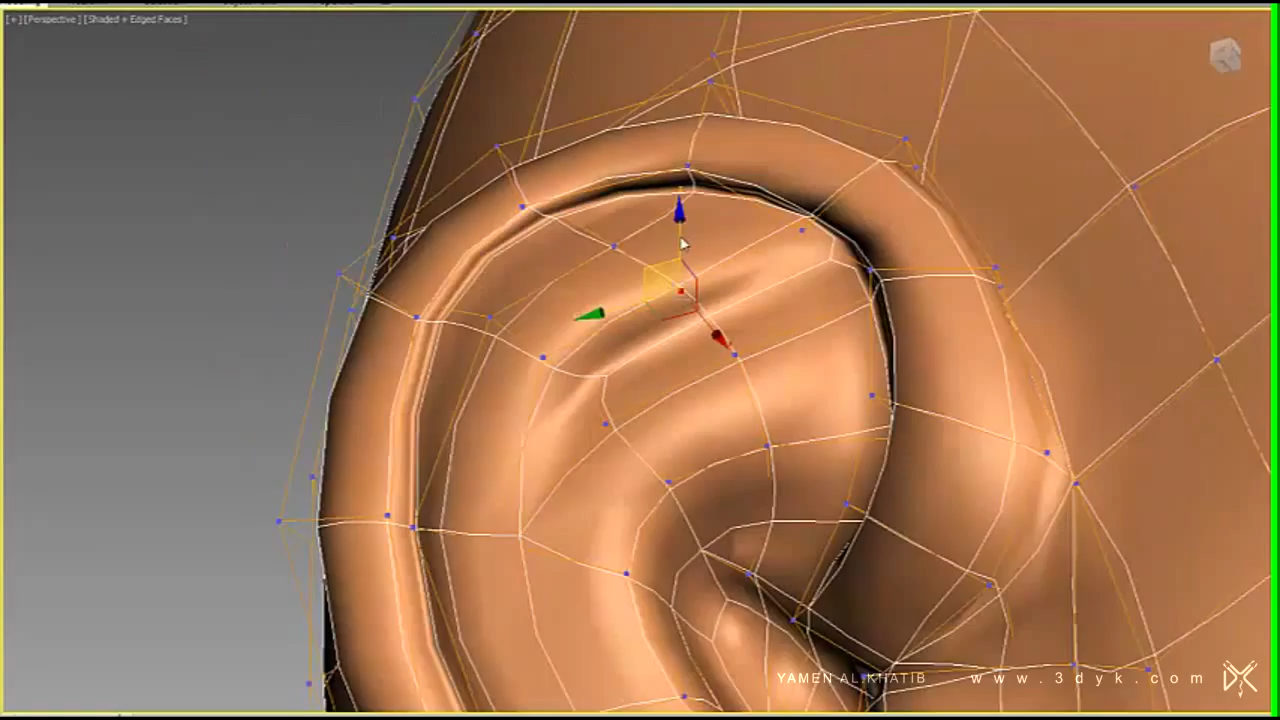 [+] [Perspective] [Shaded + Edged Faces]
YAMEN AL.KHATIB www.3dyk.com